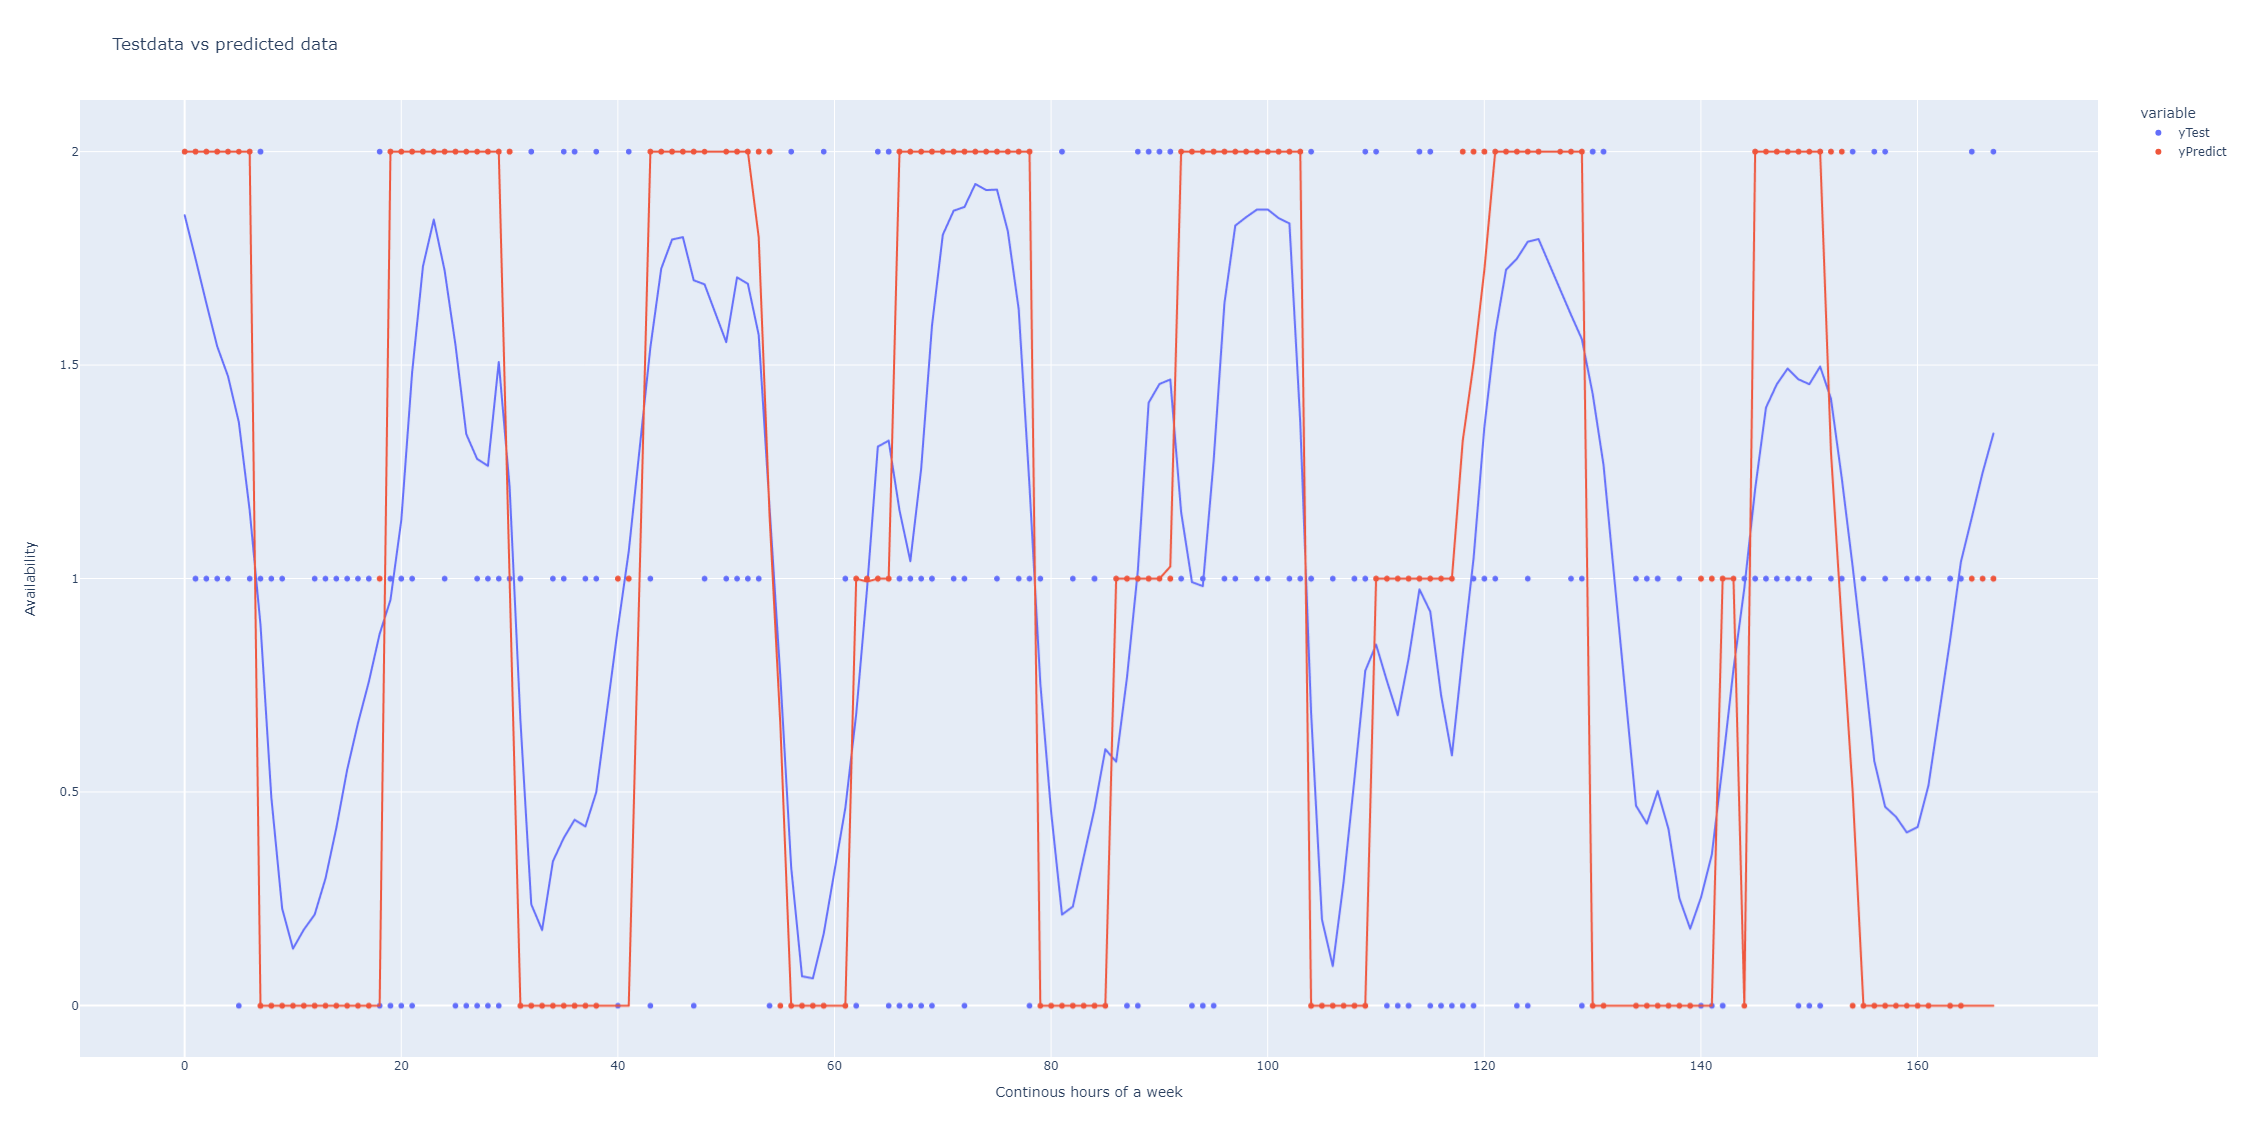 Testdata vs predicted data
variable
yTest
yPredict
2
1.5
1
0.5
0
Availability
0
20
40
60
80
100
120
140
160
Continous hours of a week